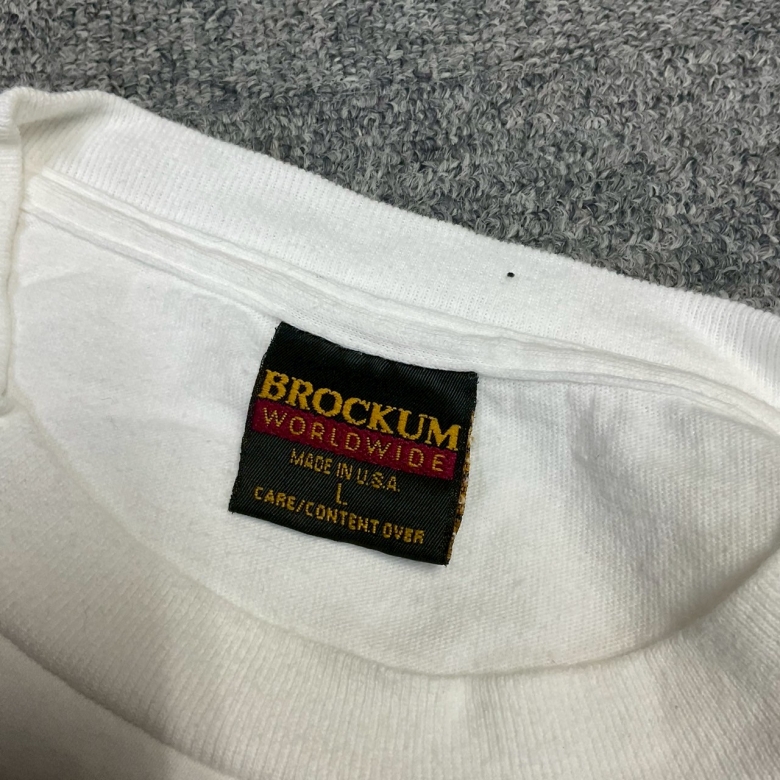 BROCKUM
WORLDWIDE
MADE IN U.S.A.
L
CARE/CONTENT OVER